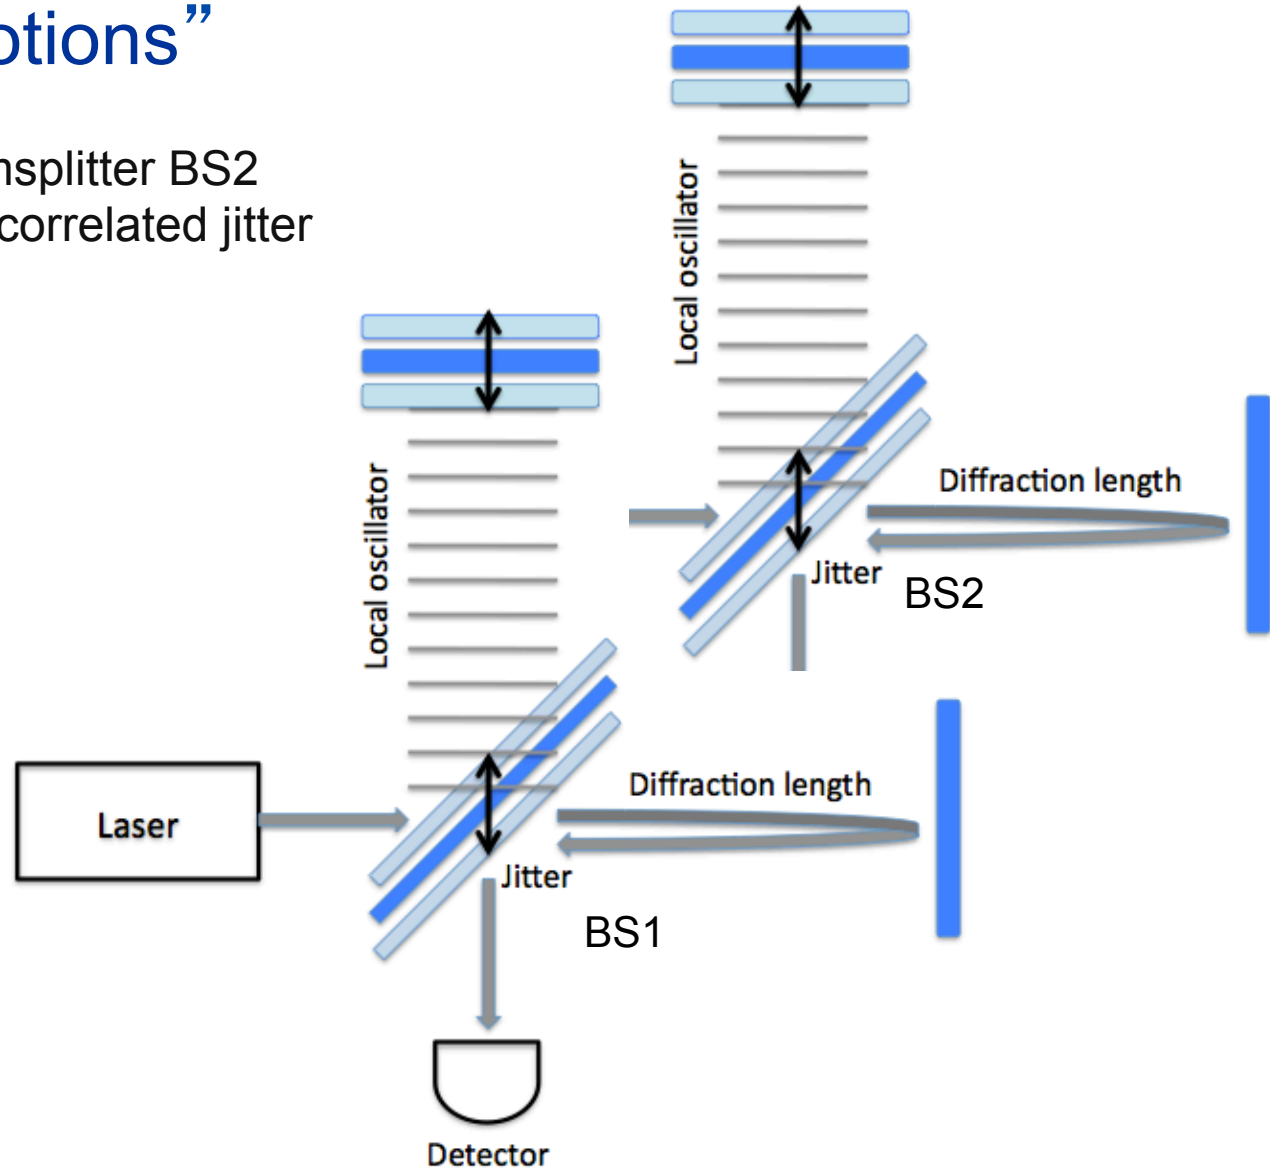 otions”
nsplitter BS2
correlated jitter
Local oscillator
Diffraction length
Jitter
BS2
Local oscillator
Laser
Diffraction length
Jitter
BS1
Detector